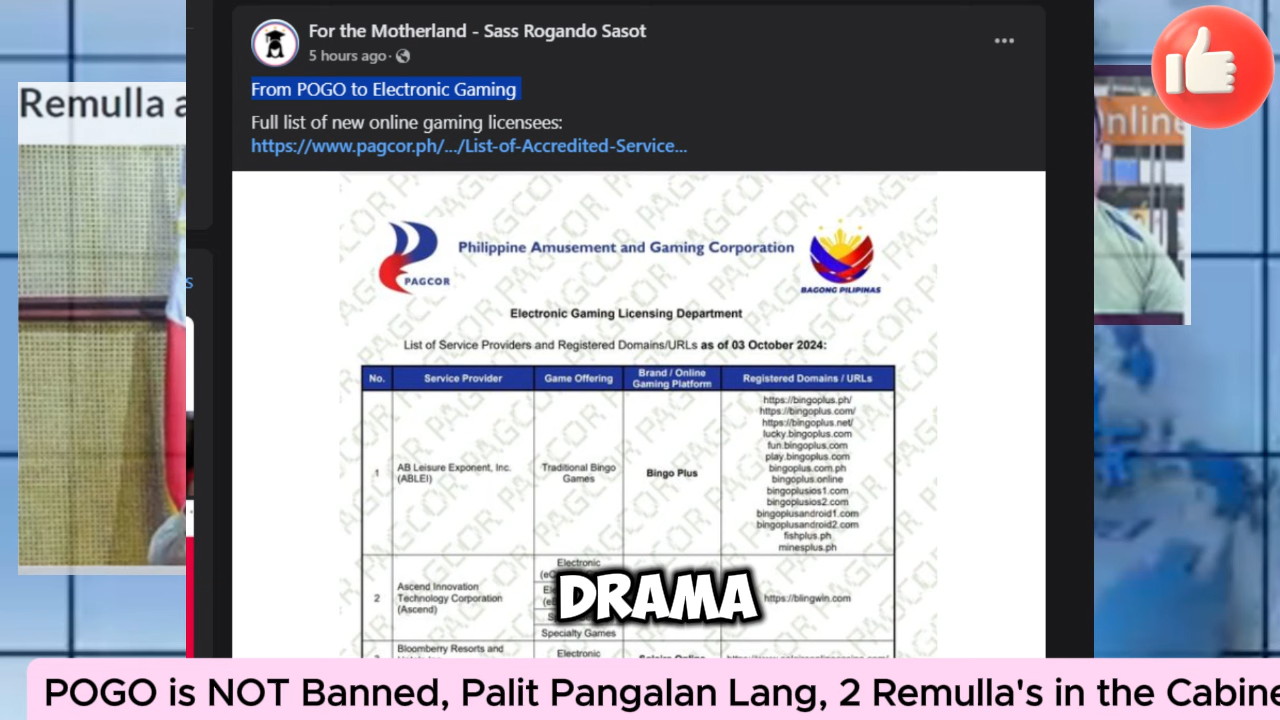 For the Motherland - Sass Rogando Sasot
5 hours ago ·
From POGO to Electronic Gaming
Full list of new online gaming licensees:
https://www.pagcor.ph/.../List-of-Accredited-Service...
Remulla a
nline
s
PAGCOR
Philippine Amusement and Gaming Corporation
BAGONG PILIPINAS
Electronic Gaming Licensing Department
List of Service Providers and Registered Domains/URLs as of 03 October 2024:
No. Service Provider Game Offering Brand / Online Gaming Platform Registered Domains / URLs
1 AB Leisure Exponent, Inc. (ABLEI) Traditional Bingo Games Bingo Plus
https://bingoplus.ph/
https://bingoplus.com/
https://bingoplus.net/
lucky.bingoplus.com
fun.bingoplus.com
play.bingoplus.com
bingoplus.com.ph
bingoplus.online
bingoplusios1.com
bingoplusios2.com
bingoplusandroid1.com
bingoplusandroid2.com
fishplus.ph
minesplus.ph
2 Ascend Innovation Technology Corporation (Ascend)
Electronic
Specialty Games
https://blingwin.com
Bloomberry Resorts and
Electronic
DRAMA
POGO is NOT Banned, Palit Pangalan Lang, 2 Remulla's in the Cabine